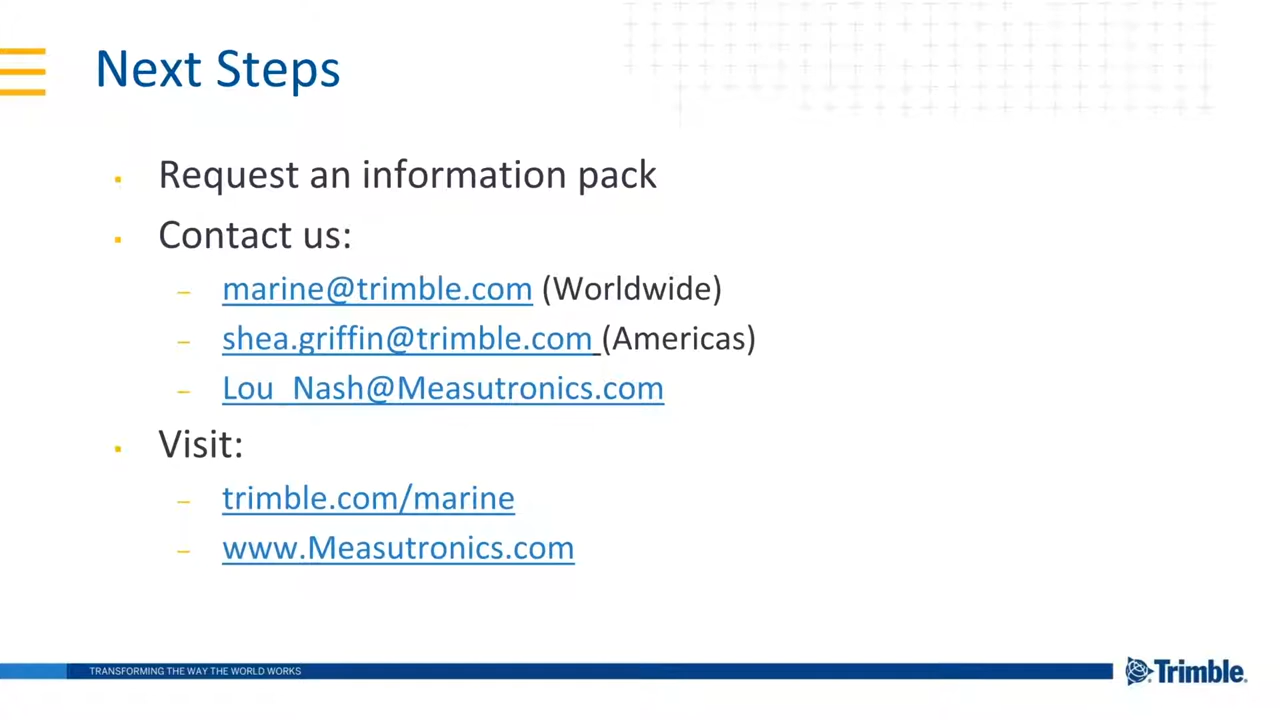 Next Steps
Request an information pack
Contact us:
marine@trimble.com (Worldwide)
shea.griffin@trimble.com (Americas)
Lou_Nash@Measutronics.com
Visit:
trimble.com/marine
www.Measutronics.com
TRANSFORMING THE WAY THE WORLD WORKS
Trimble